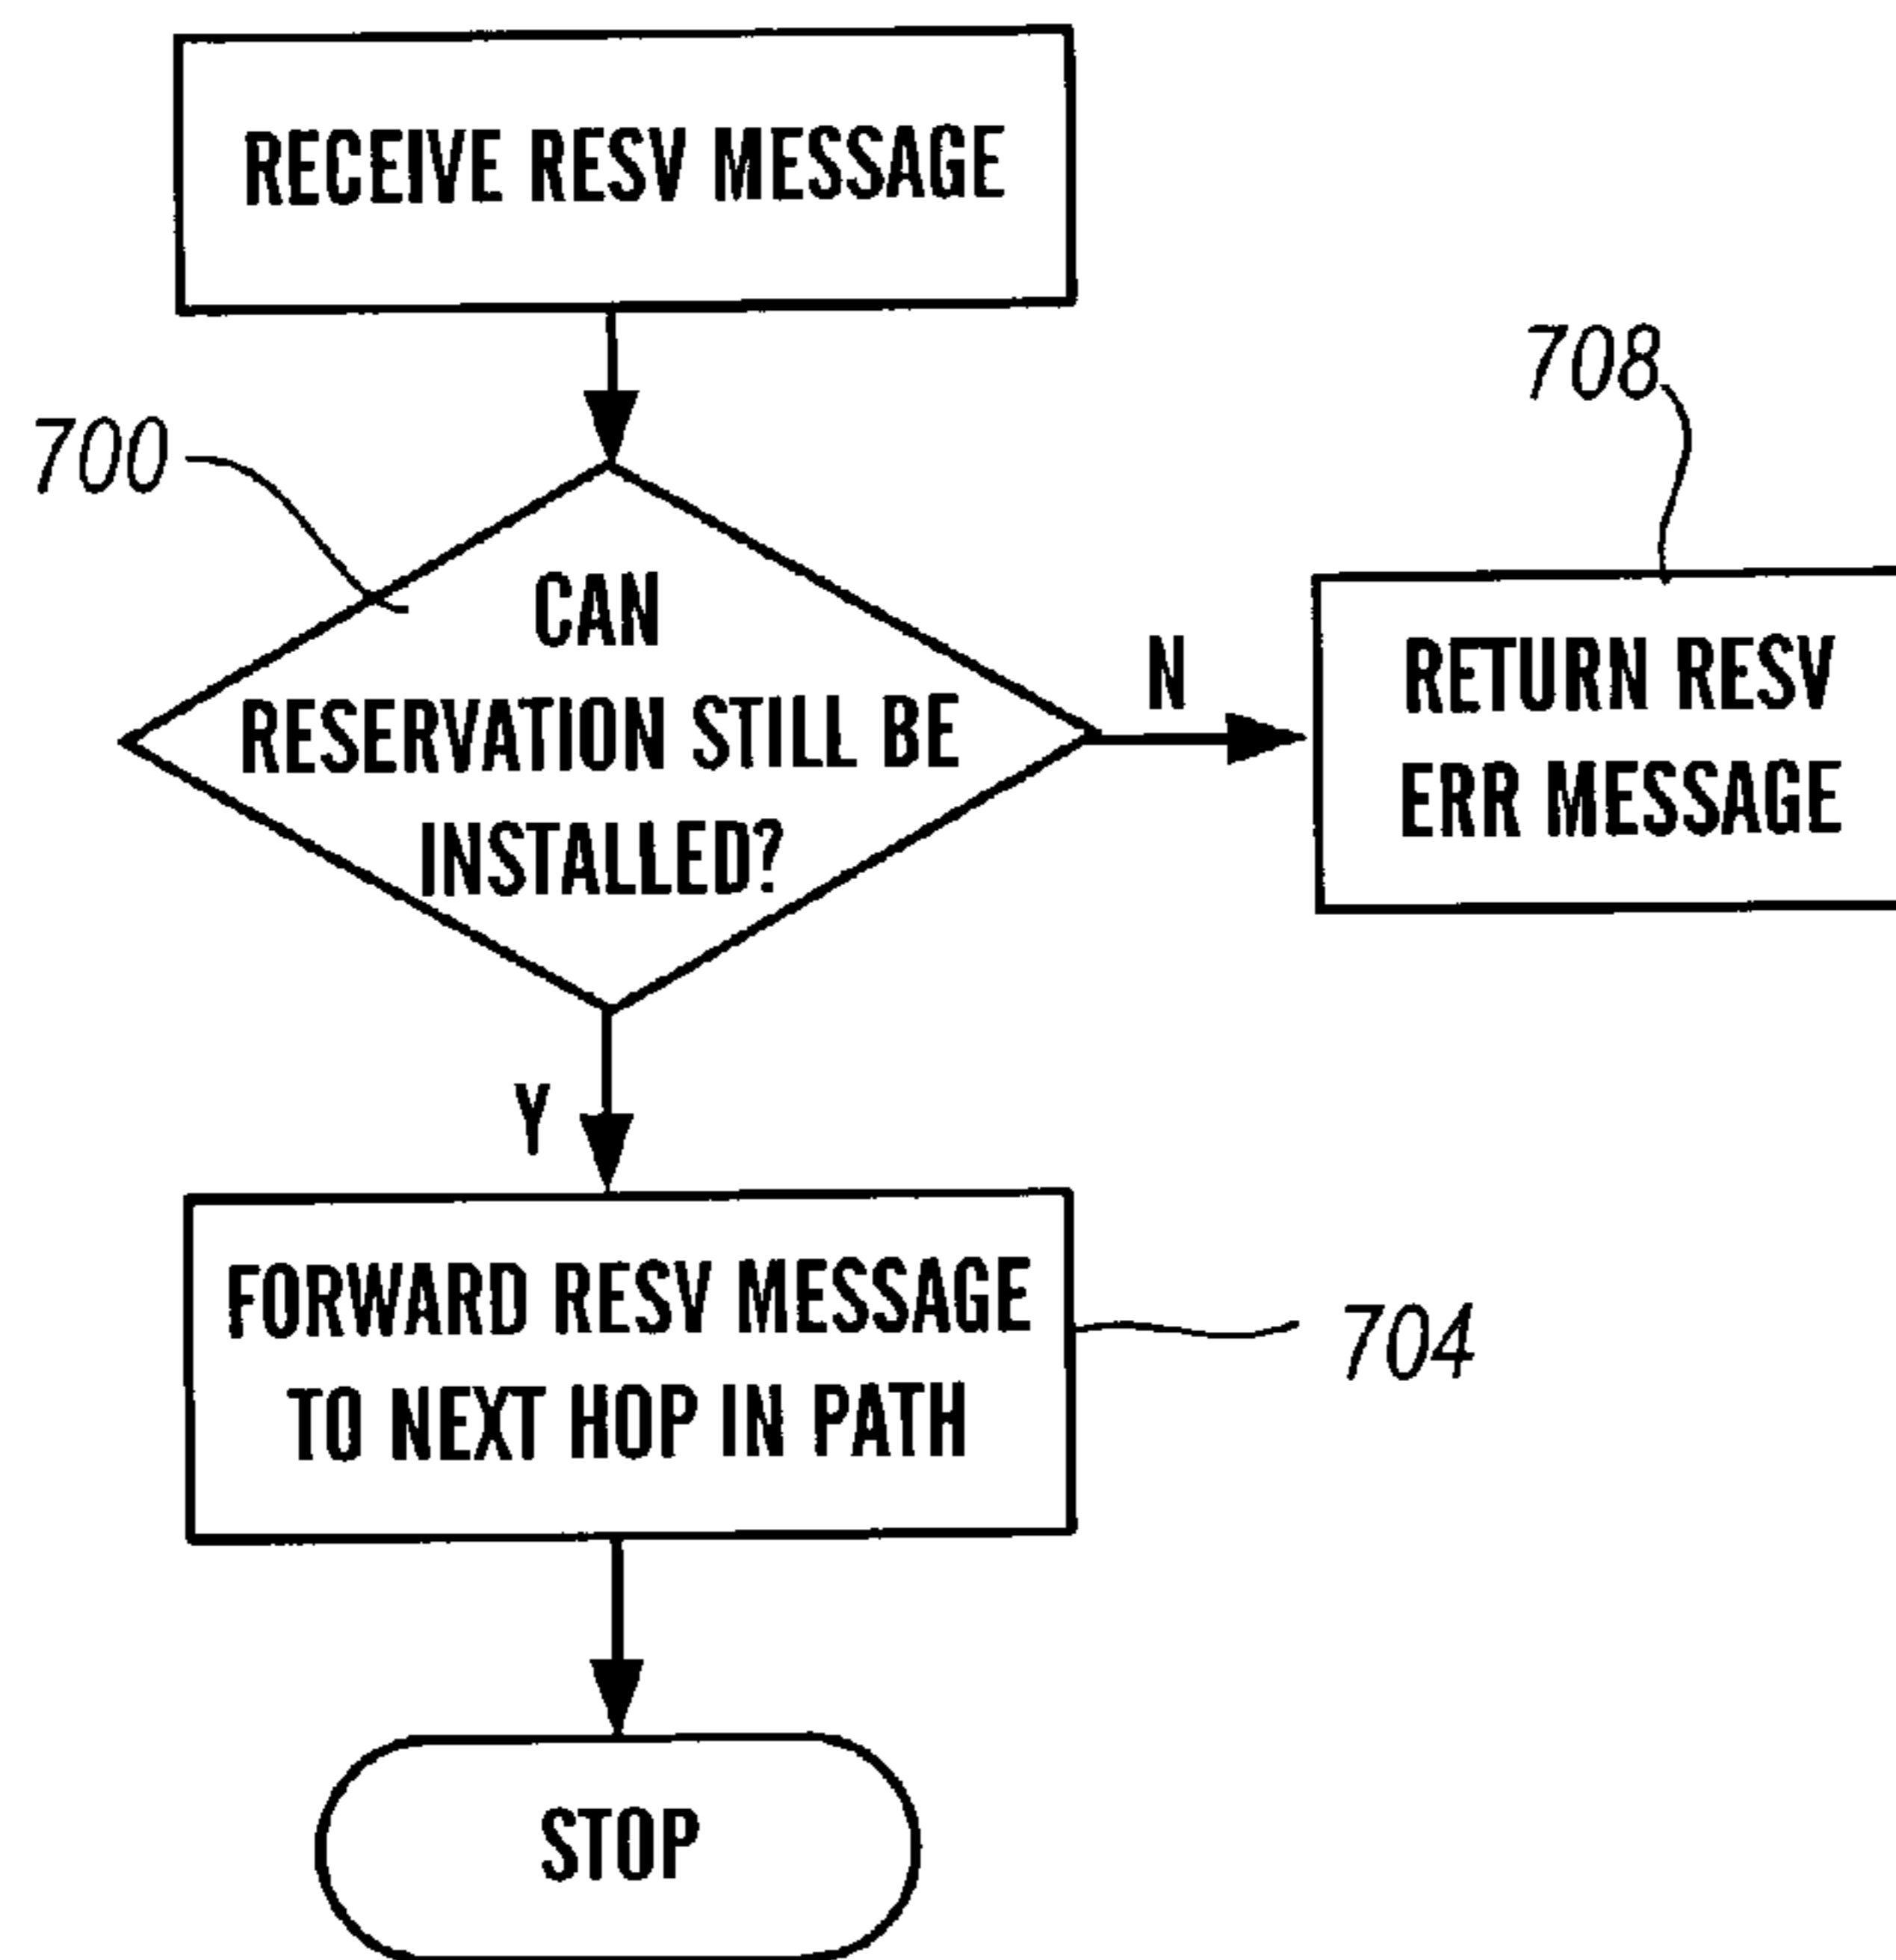 RECEIVE RESV MESSAGE
708
700
CAN
RESERVATION STILL BE
INSTALLED?
N
RETURN RESV
ERR MESSAGE
Y
FORWARD RESV MESSAGE
TO NEXT HOP IN PATH
704
STOP